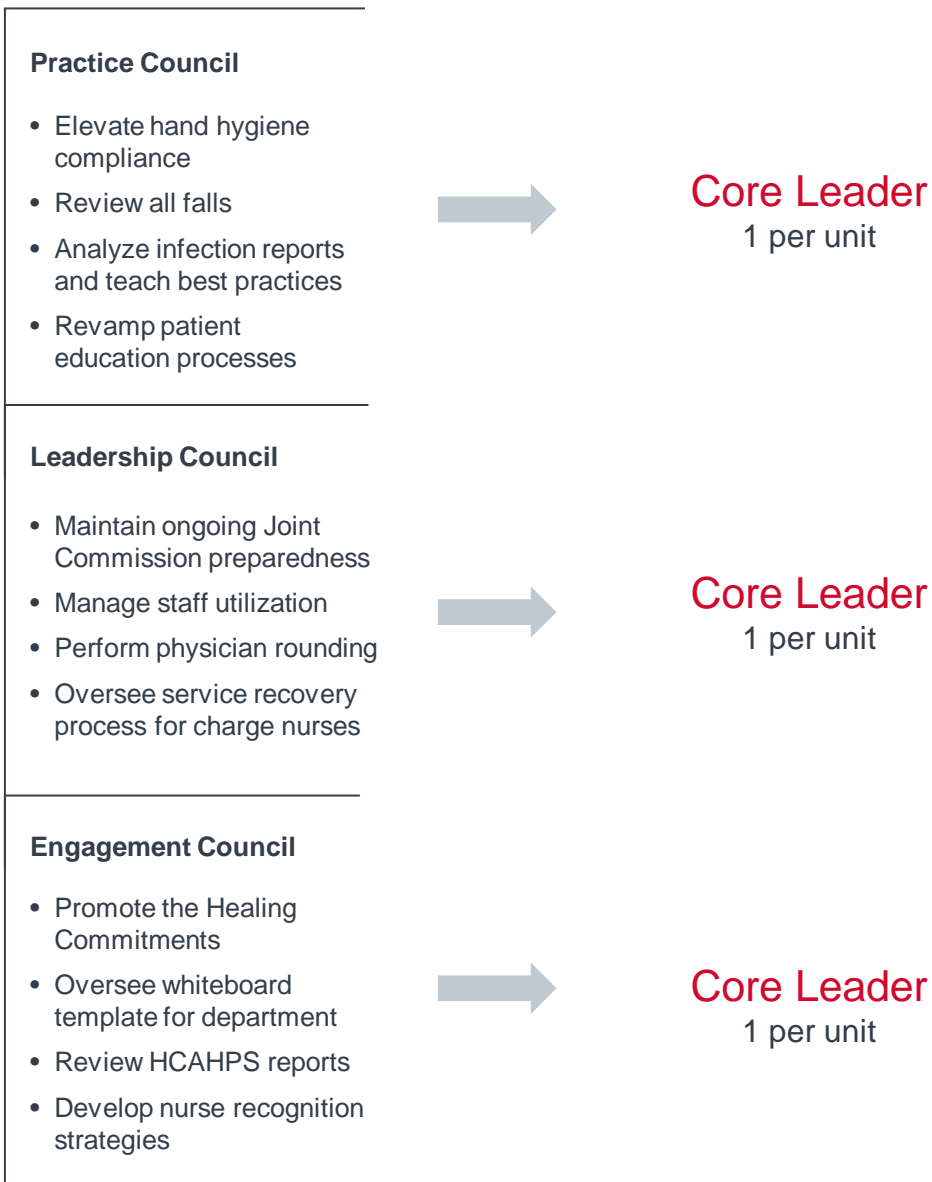 Practice Council
• Elevate hand hygiene
compliance
• Review all falls
• Analyze infection reports
and teach best practices
• Revamp patient
education processes
Core Leader
1 per unit
Leadership Council
• Maintain ongoing Joint
Commission preparedness
• Manage staff utilization
• Perform physician rounding
• Oversee service recovery
process for charge nurses
Core Leader
1 per unit
Engagement Council
• Promote the Healing
Commitments
• Oversee whiteboard
template for department
• Review HCAHPS reports
• Develop nurse recognition
strategies
Core Leader
1 per unit